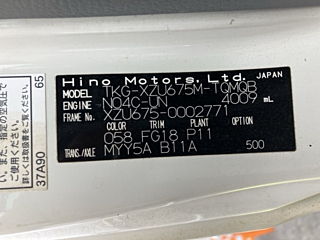 Hino Motors, Ltd. JAPAN
MODEL TKG-XZU675M-TQMQB
ENGINE N04C-UN 4009 mL
FRAME No. XZU675-0002771
COLOR TRIM PLANT
058 FG18 P11
TRANS./AXLE MYY5A B11A 500
65
37A90